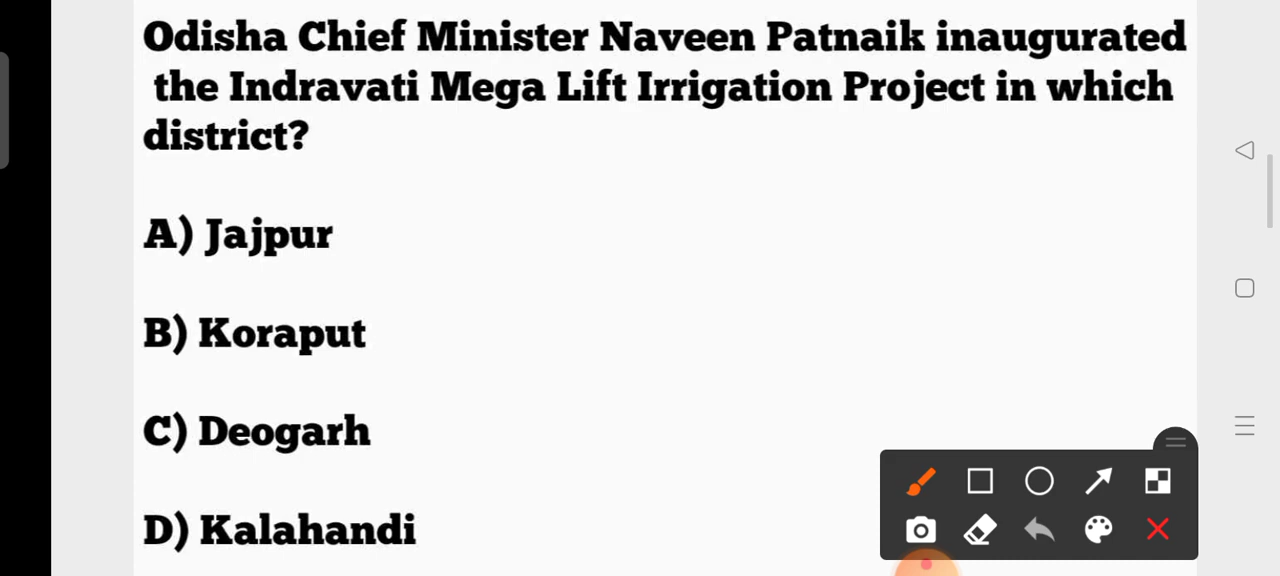 Odisha Chief Minister Naveen Patnaik inaugurated
the Indravati Mega Lift Irrigation Project in which
district?
A) Jajpur
B) Koraput
C) Deogarh
D) Kalahandi